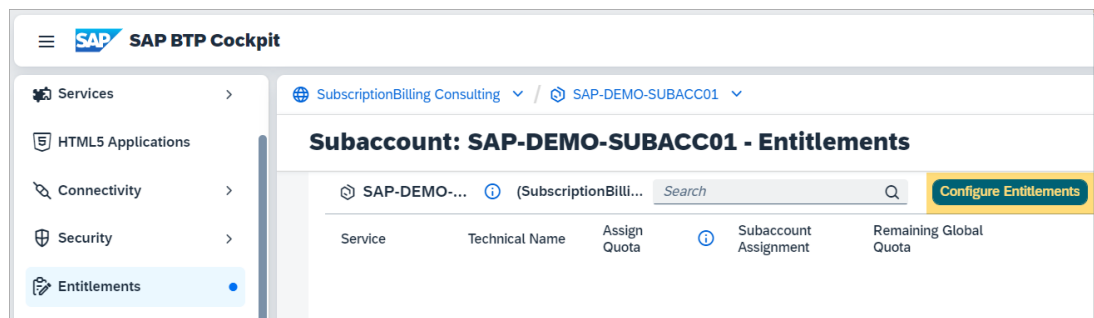 SAP SAP BTP Cockpit
Services
HTML5 Applications
Connectivity
Security
Entitlements
SubscriptionBilling Consulting / SAP-DEMO-SUBACC01
Subaccount: SAP-DEMO-SUBACC01 - Entitlements
SAP-DEMO-... (SubscriptionBilli... Search Configure Entitlements
Service Technical Name Assign Quota Subaccount Assignment Remaining Global Quota